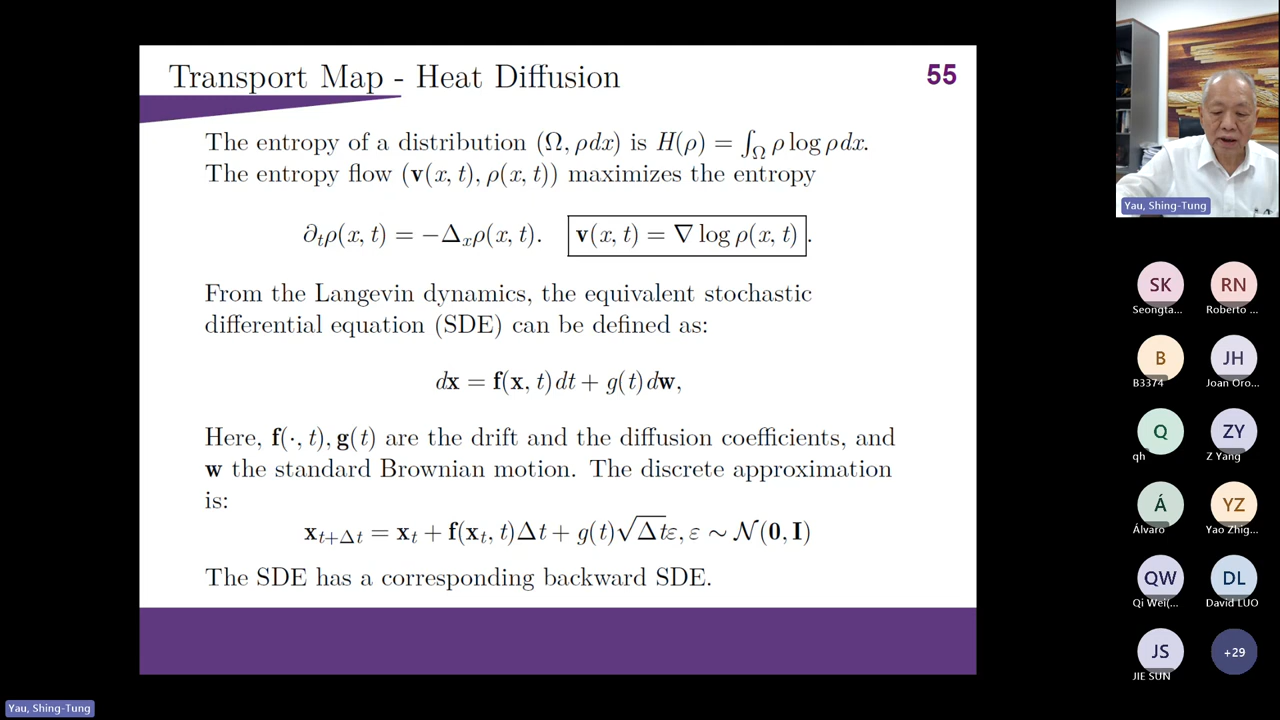 Transport Map - Heat Diffusion
55
The entropy of a distribution (Ω, ρdx) is H(ρ) = ∫_Ω ρ log ρdx.
The entropy flow (v(x, t), ρ(x, t)) maximizes the entropy
∂_tρ(x, t) = −Δ_xρ(x, t). v(x, t) = ∇ log ρ(x, t) .
From the Langevin dynamics, the equivalent stochastic
differential equation (SDE) can be defined as:
dx = f(x, t)dt + g(t)dw,
Here, f(·, t), g(t) are the drift and the diffusion coefficients, and
w the standard Brownian motion. The discrete approximation
is:
x_{t+Δt} = x_t + f(x_t, t)Δt + g(t)√Δtε, ε ∼ N(0, I)
The SDE has a corresponding backward SDE.
Yau, Shing-Tung
SK
RN
Seongta...
Roberto ...
B
JH
B3374
Joan Oro...
Q
ZY
qh
Z Yang
Á
YZ
Álvaro
Yao Zhig...
QW
DL
Qi Wei(...
David LUO
JS
+29
JIE SUN
Yau, Shing-Tung